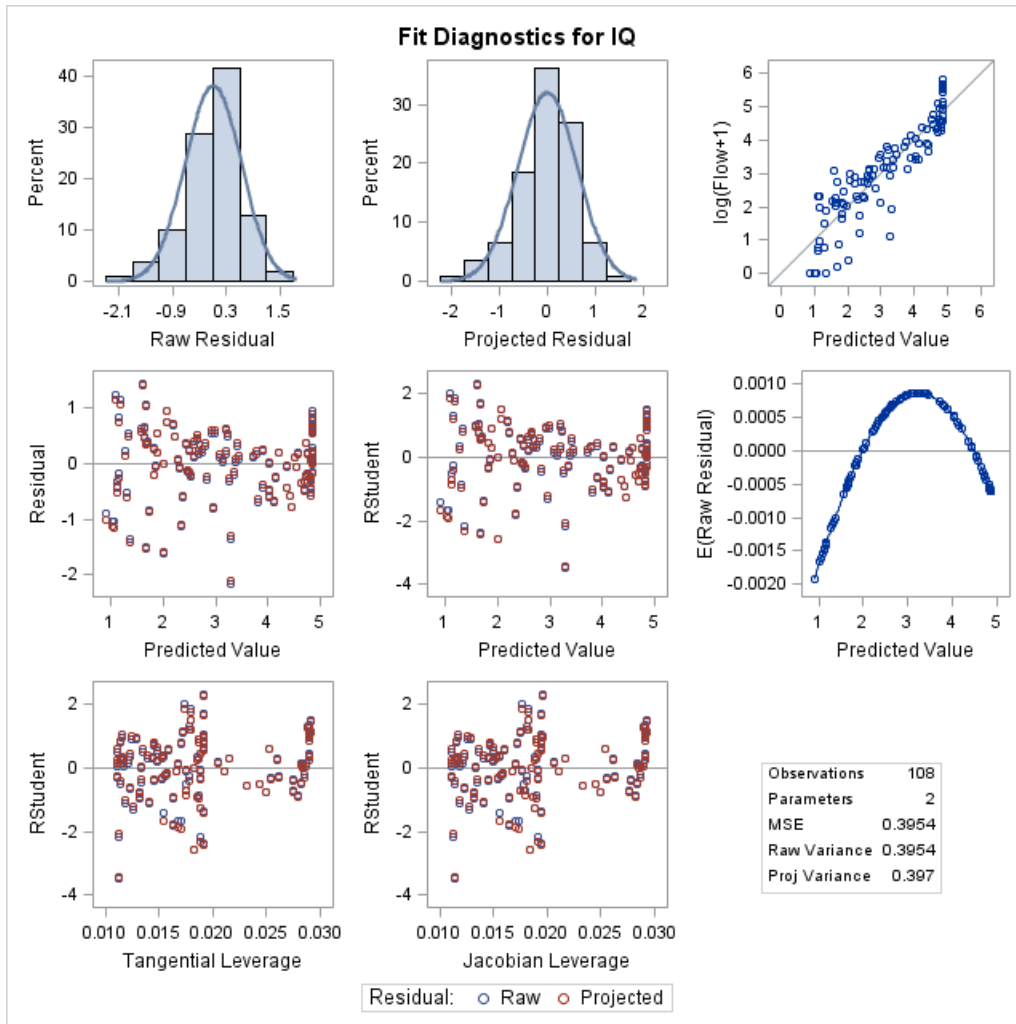 Fit Diagnostics for IQ
Percent
40
30
20
10
0
-2.1 -0.9 0.3 1.5
Raw Residual
Percent
30
20
10
0
-2 -1 0 1 2
Projected Residual
log(Flow+1)
6
5
4
3
2
1
0
0 1 2 3 4 5 6
Predicted Value
Residual
1
0
-1
-2
1 2 3 4 5
Predicted Value
RStudent
2
0
-2
-4
1 2 3 4 5
Predicted Value
E(Raw Residual)
0.0010
0.0005
0.0000
-0.0005
-0.0010
-0.0015
-0.0020
1 2 3 4 5
Predicted Value
RStudent
2
0
-2
-4
0.010 0.015 0.020 0.025 0.030
Tangential Leverage
RStudent
2
0
-2
-4
0.010 0.015 0.020 0.025 0.030
Jacobian Leverage
Observations 108
Parameters 2
MSE 0.3954
Raw Variance 0.3954
Proj Variance 0.397
Residual: Raw Projected